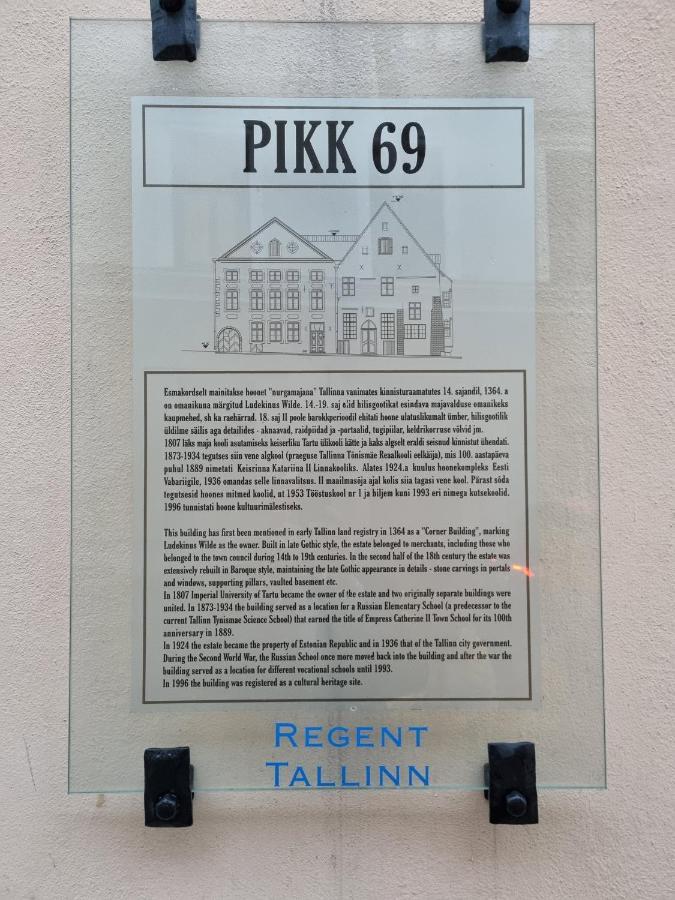 PIKK 69
Esmakordselt mainitakse hoonet "nurgamajana" Tallinna vanimates kinnisturaamatutes 14. sajandil, 1364. a
on omanikuna märgitud Ludekinus Wilde. 14.-19. saj olid hilisgootikat esindava majavalduse omanikeks
kaupmehed, sh ka raehärrad. 18. saj II poole barokkperioodil ehitati hoone ulatuslikumalt ümber, hilisgootilik
üldilme säilis aga detailides - aknaavad, raidpiidad ja -portaalid, tugipiilar, keldrikorruse võlvid jm.
1807 läks maja kooli asutamiseks keiserliku Tartu ülikooli kätte ja kaks algselt eraldi seisnud kinnistut ühendati.
1873-1934 tegutses siin vene algkool (praeguse Tallinna Tõnismäe Reaalkooli eelkäija), mis 100. aastapäeva
puhul 1889 nimetati Keisrinna Katariina II Linnakooliks. Alates 1924.a kuulus hoonekompleks Eesti
Vabariigile, 1936 omandas selle linnavalitsus. II maailmasõja ajal kolis siia tagasi vene kool. Pärast sõda
tegutsesid hoones mitmed koolid, nt 1953 Tööstuskool nr 1 ja hiljem kuni 1993 eri nimega kutsekoolid.
1996 tunnistati hoone kultuurimälestiseks.
This building has first been mentioned in early Tallinn land registry in 1364 as a "Corner Building", marking
Ludekinus Wilde as the owner. Built in late Gothic style, the estate belonged to merchants, including those who
belonged to the town council during 14th to 19th centuries. In the second half of the 18th century the estate was
extensively rebuilt in Baroque style, maintaining the late Gothic appearance in details - stone carvings in portals
and windows, supporting pillars, vaulted basement etc.
In 1807 Imperial University of Tartu became the owner of the estate and two originally separate buildings were
united. In 1873-1934 the building served as a location for a Russian Elementary School (a predecessor to the
current Tallinn Tynismae Science School) that earned the title of Empress Catherine II Town School for its 100th
anniversary in 1889.
In 1924 the estate became the property of Estonian Republic and in 1936 that of the Tallinn city government.
During the Second World War, the Russian School once more moved back into the building and after the war the
building served as a location for different vocational schools until 1993.
In 1996 the building was registered as a cultural heritage site.
REGENT
TALLINN